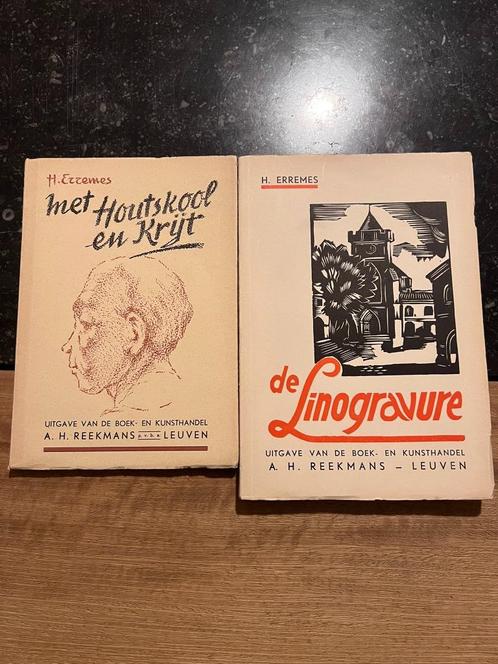 H. Erremes
met Houtskool
en Krijt
UITGAVE VAN DE BOEK- EN KUNSTHANDEL
A. H. REEKMANS p.v.b.a. LEUVEN
H. ERREMES
de Linogravure
UITGAVE VAN DE BOEK- EN KUNSTHANDEL
A. H. REEKMANS – LEUVEN